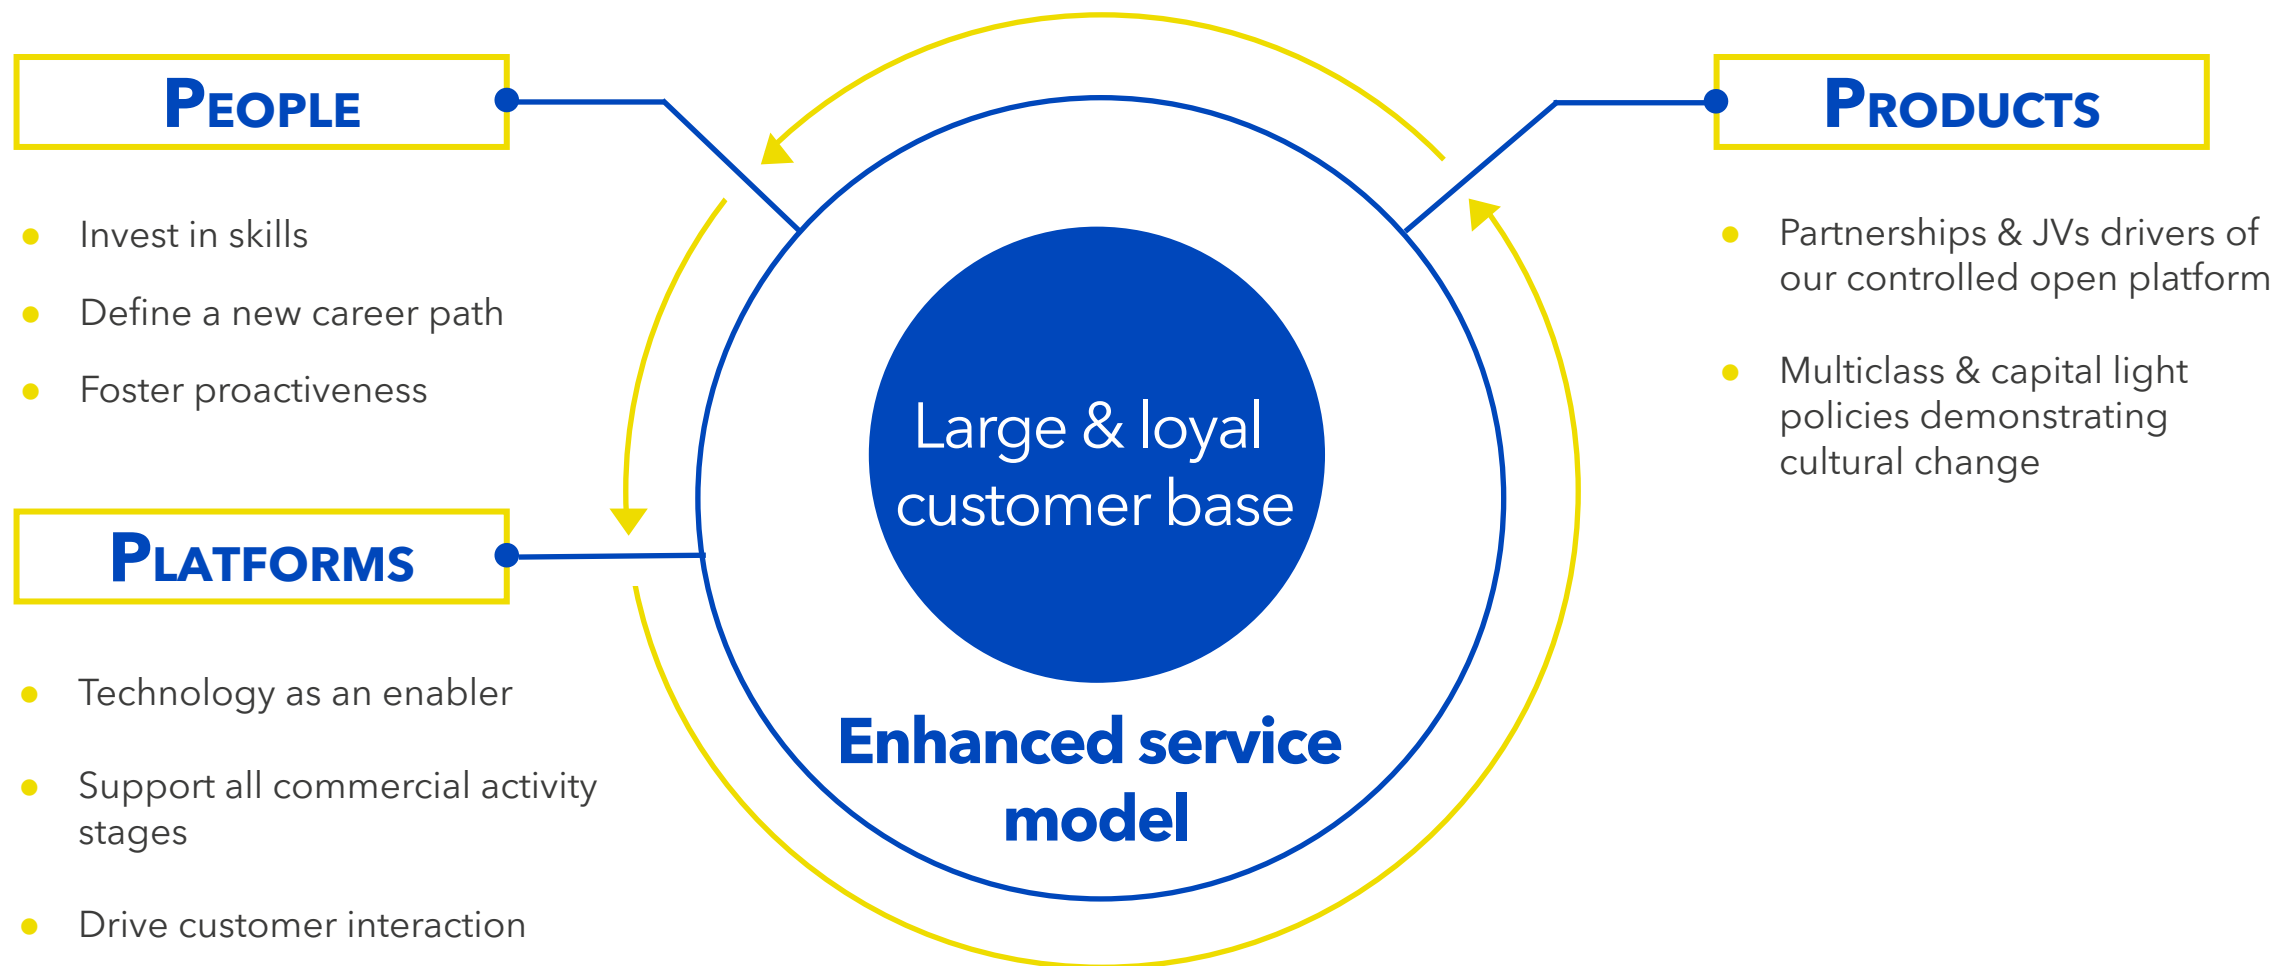 PEOPLE
Invest in skills
Define a new career path
Foster proactiveness
PLATFORMS
Technology as an enabler
Support all commercial activity
stages
Drive customer interaction
Large & loyal
customer base
Enhanced service
model
PRODUCTS
Partnerships & JVs drivers of
our controlled open platform
Multiclass & capital light
policies demonstrating
cultural change